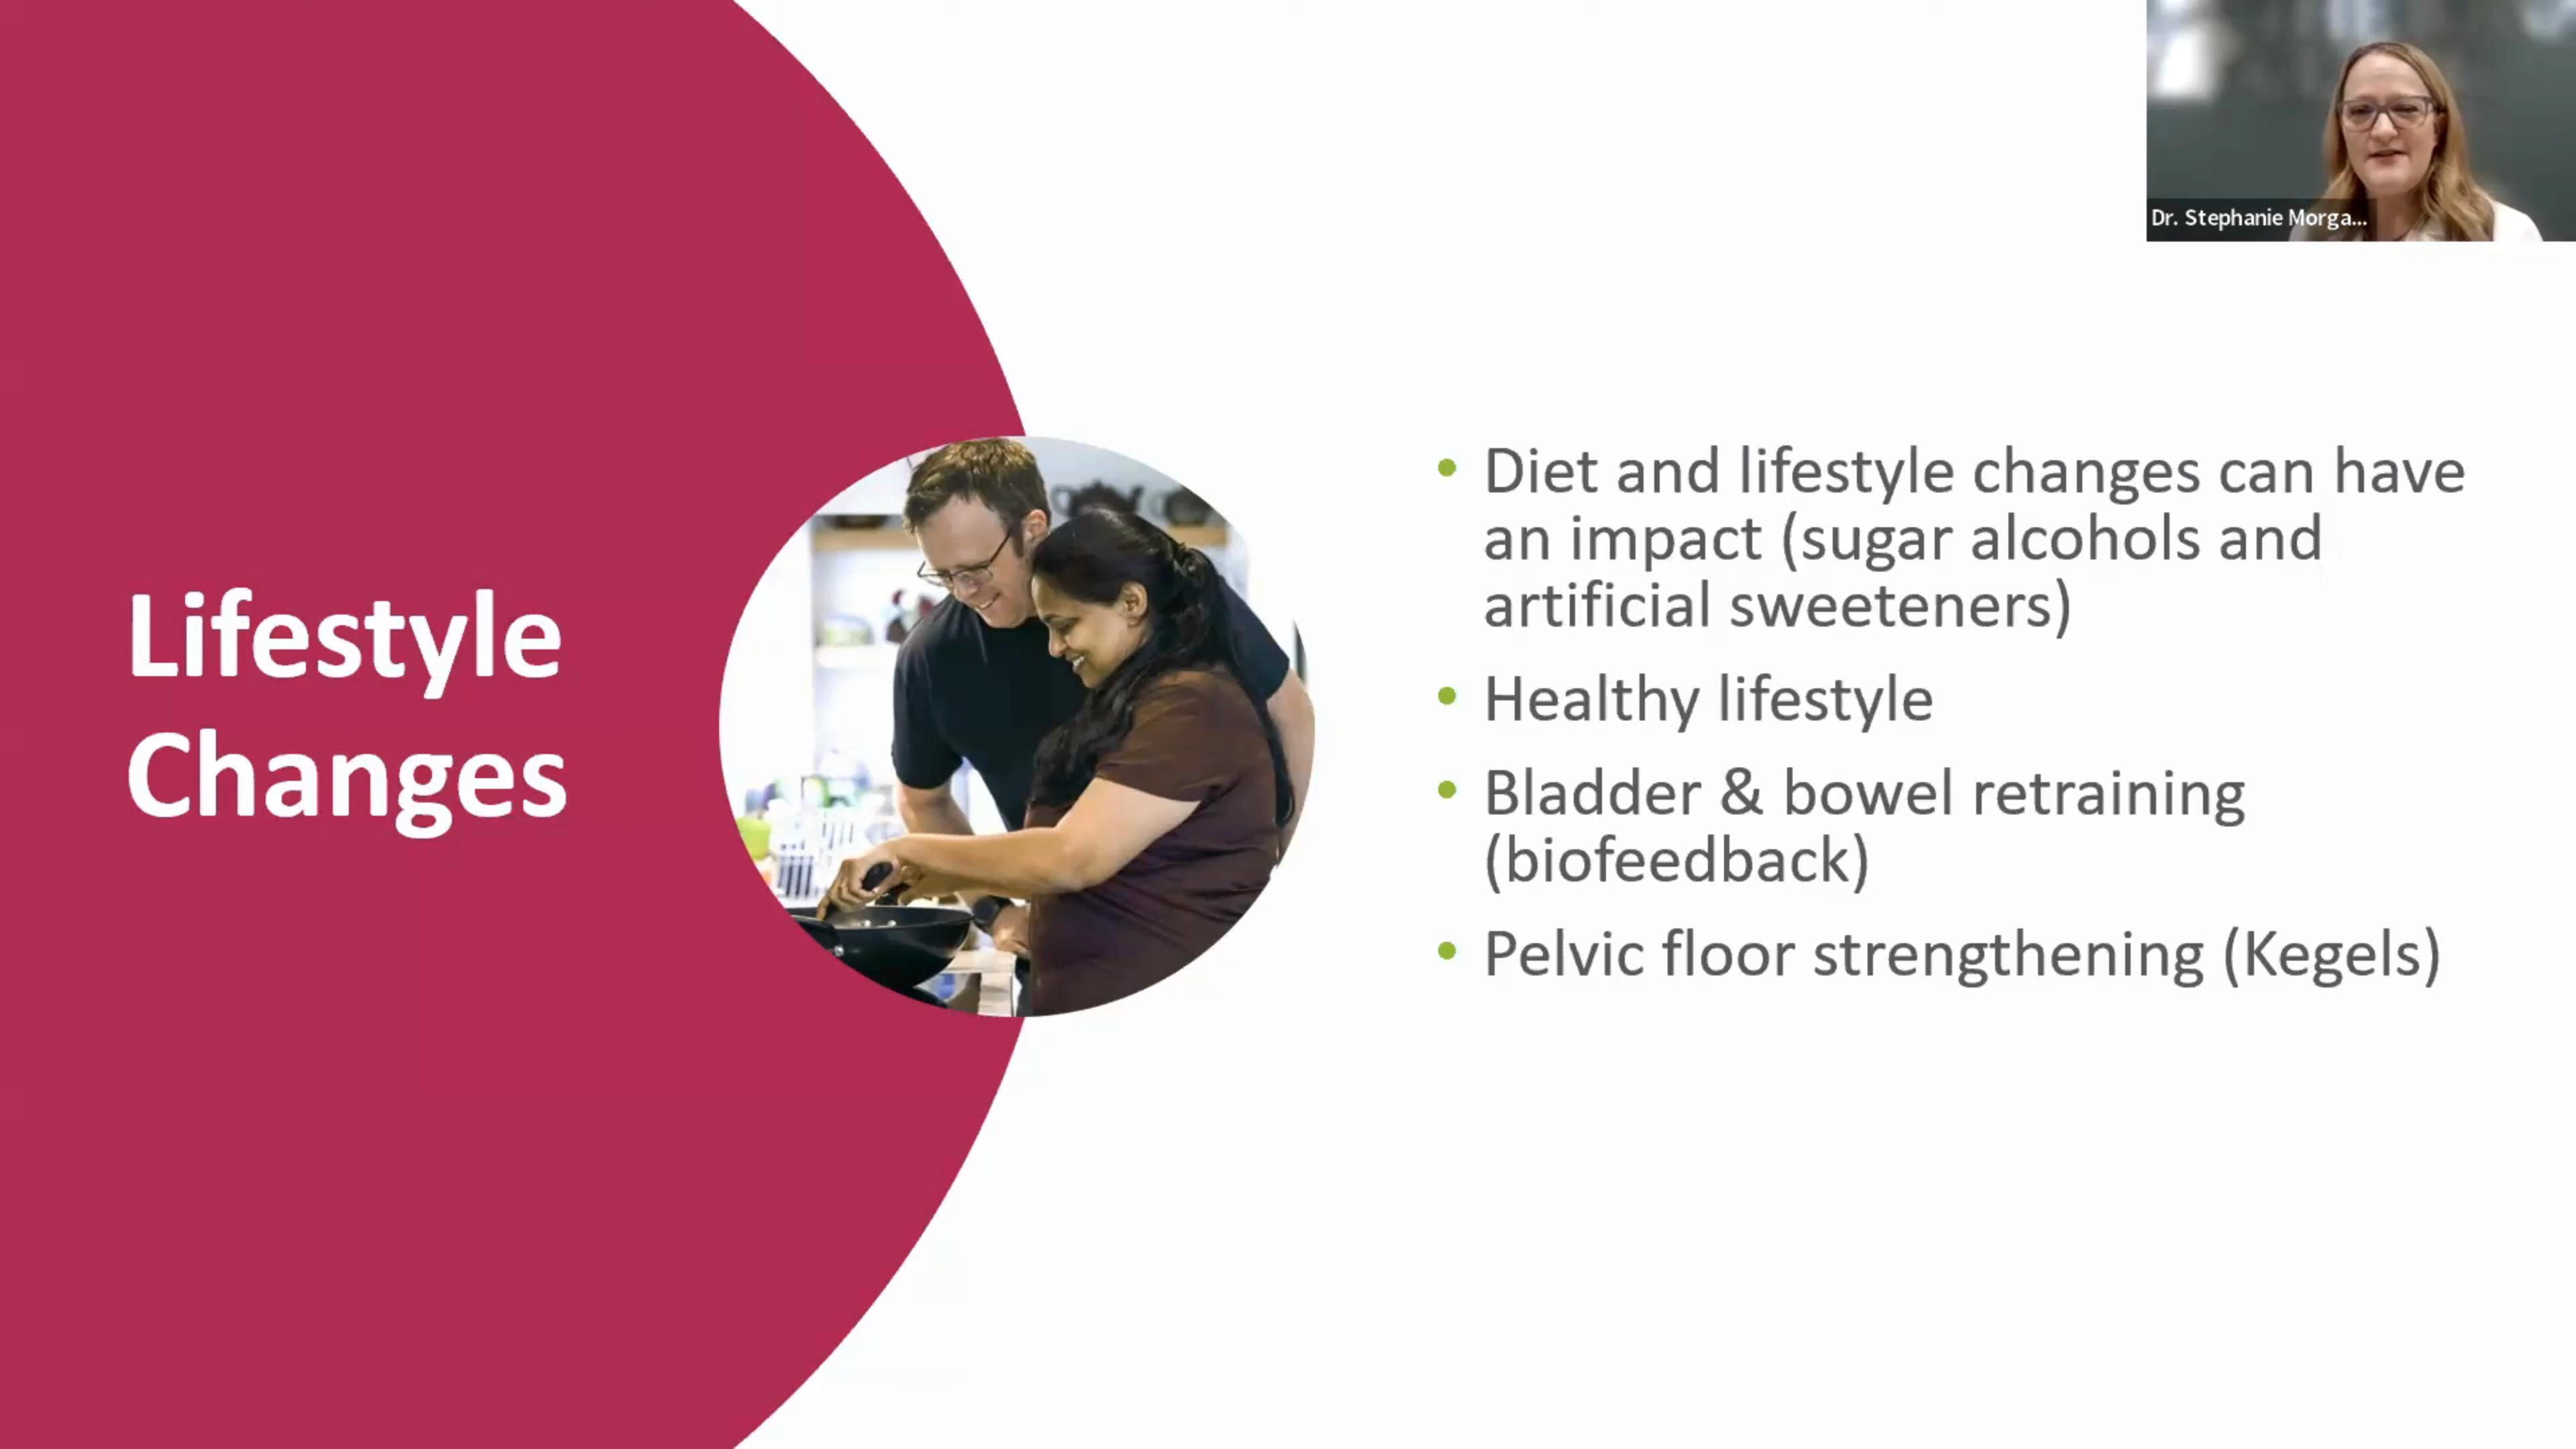 Dr. Stephanie Morga...
Lifestyle
Changes
• Diet and lifestyle changes can have
an impact (sugar alcohols and
artificial sweeteners)
• Healthy lifestyle
• Bladder & bowel retraining
(biofeedback)
• Pelvic floor strengthening (Kegels)